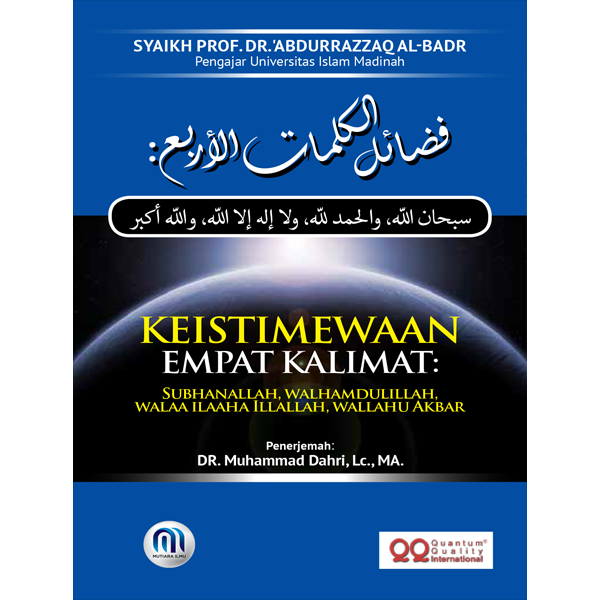 SYAIKH PROF. DR.'ABDURRAZZAQ AL-BADR
Pengajar Universitas Islam Madinah
فضائل الكلمات الأربع:
سبحان الله، والحمد لله، ولا إله إلا الله، والله أكبر
KEISTIMEWAAN
EMPAT KALIMAT:
SUBHANALLAH, WALHAMDULILLAH,
WALAA ILAAHA ILLALLAH, WALLAHU AKBAR
Penerjemah:
DR. Muhammad Dahri, Lc., MA.
MUTIARA ILMU
QQ Quantum®
Quality
International